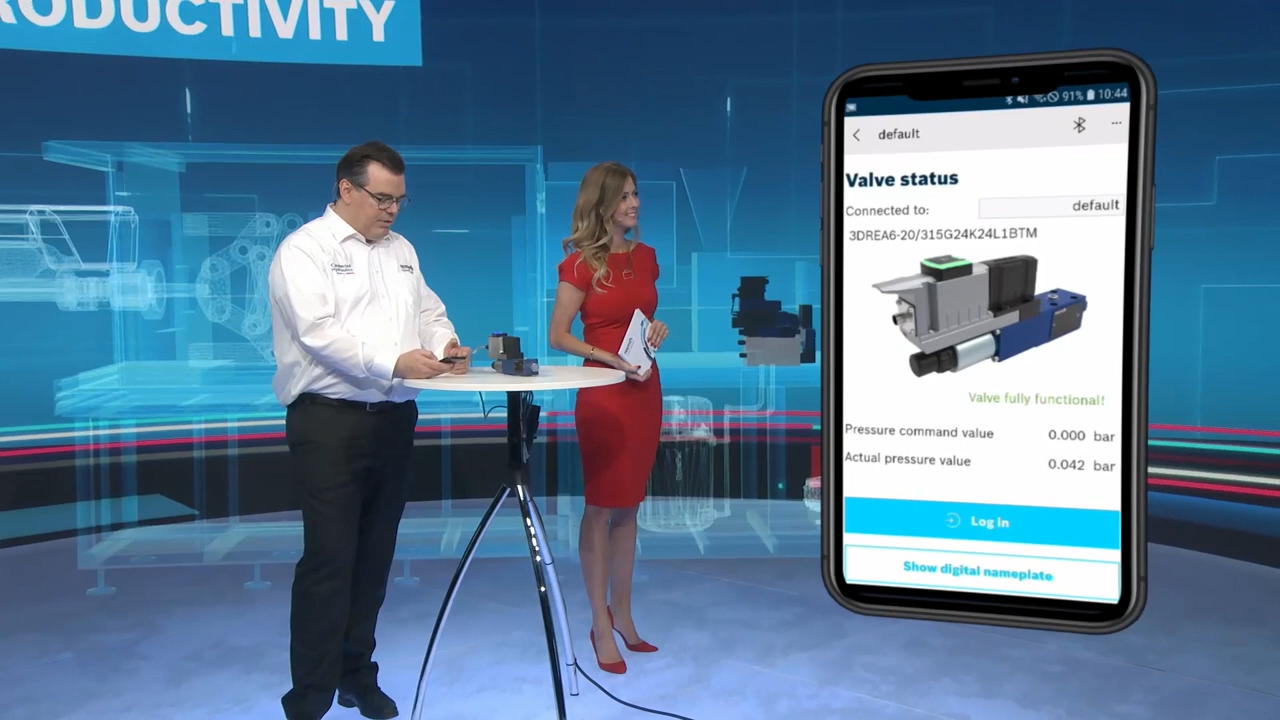 RODUCTIVITY
91% 10:44
default
Valve status
Connected to: default
3DREA6-20/315G24K24L1BTM
Valve fully functional!
Pressure command value 0.000 bar
Actual pressure value 0.042 bar
Log in
Show digital nameplate